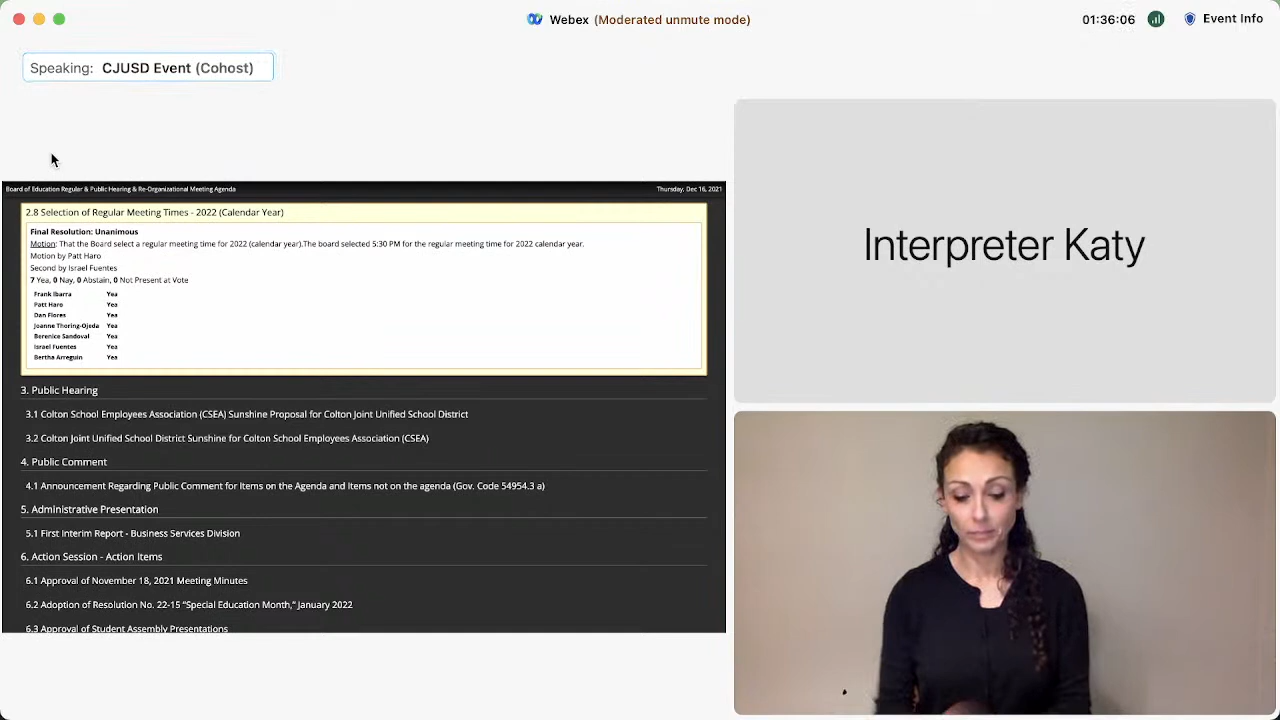 Webex (Moderated unmute mode)
01:36:06
Event Info
Speaking: CJUSD Event (Cohost)
Board of Education Regular & Public Hearing & Re-Organizational Meeting Agenda
Thursday, Dec 16, 2021
2.8 Selection of Regular Meeting Times - 2022 (Calendar Year)
Final Resolution: Unanimous
Motion: That the Board select a regular meeting time for 2022 (calendar year).The board selected 5:30 PM for the regular meeting time for 2022 calendar year.
Motion by Patt Haro
Second by Israel Fuentes
7 Yea, 0 Nay, 0 Abstain, 0 Not Present at Vote
Frank Ibarra Yea
Patt Haro Yea
Dan Flores Yea
Joanne Thoring-Ojeda Yea
Berenice Sandoval Yea
Israel Fuentes Yea
Bertha Arreguin Yea
3. Public Hearing
3.1 Colton School Employees Association (CSEA) Sunshine Proposal for Colton Joint Unified School District
3.2 Colton Joint Unified School District Sunshine for Colton School Employees Association (CSEA)
4. Public Comment
4.1 Announcement Regarding Public Comment for Items on the Agenda and Items not on the agenda (Gov. Code 54954.3 a)
5. Administrative Presentation
5.1 First Interim Report - Business Services Division
6. Action Session - Action Items
6.1 Approval of November 18, 2021 Meeting Minutes
6.2 Adoption of Resolution No. 22-15 “Special Education Month,” January 2022
6.3 Approval of Student Assembly Presentations
Interpreter Katy